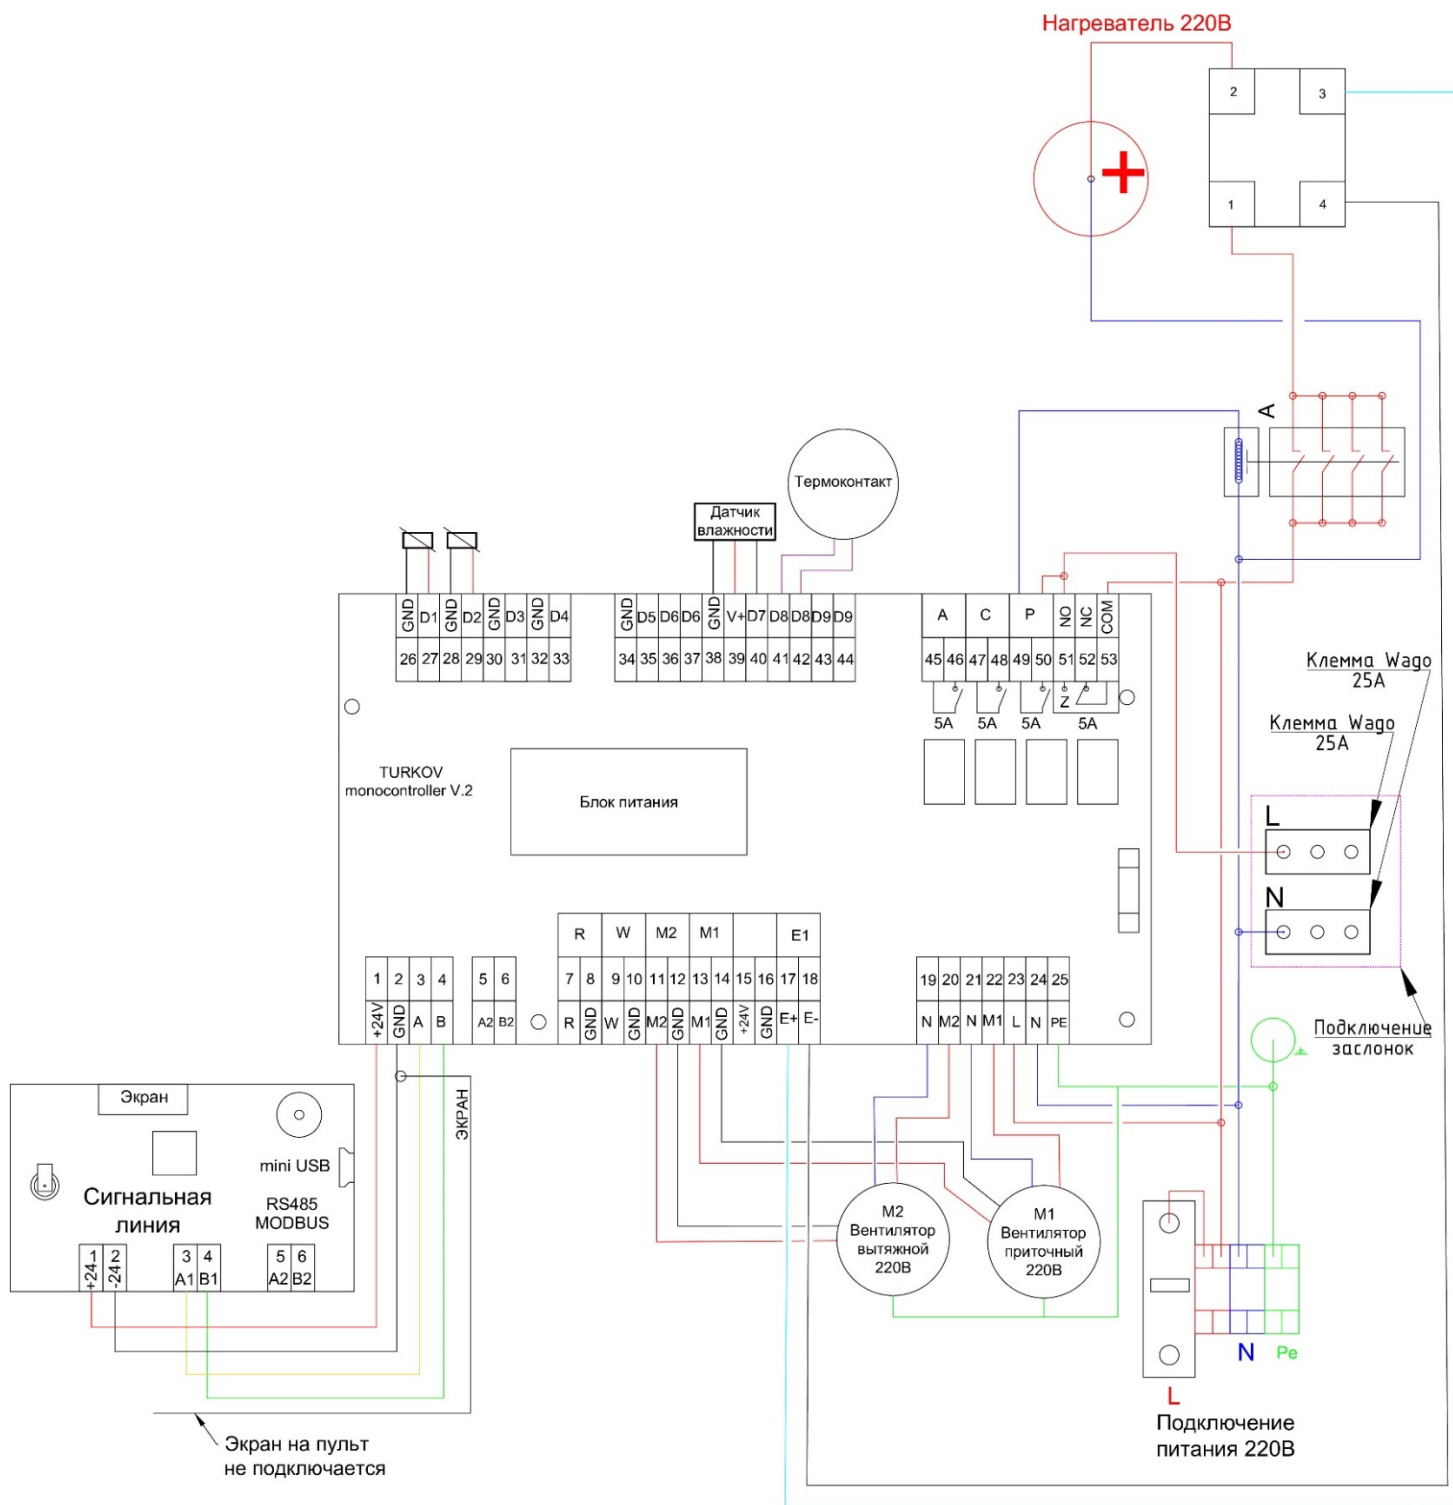 Нагреватель 220В
2
3
1
4
А
Термоконтакт
Датчик
влажности
GND D1 GND D2 GND D3 GND D4
26 27 28 29 30 31 32 33
GND D5 D6 D6 GND V+ D7 D8 D8 D9 D9
34 35 36 37 38 39 40 41 42 43 44
A C P NO NC COM
45 46 47 48 49 50 51 52 53
Z
5A 5A 5A 5A
Клемма Wago
25A
Клемма Wago
25A
TURKOV
monocontroller V.2
Блок питания
L
N
R W M2 M1 E1
1 2 3 4 5 6 7 8 9 10 11 12 13 14 15 16 17 18
+24V GND A B A2 B2 R GND W GND M2 GND M1 GND +24V GND E+ E-
19 20 21 22 23 24 25
N M2 N M1 L N PE
Подключение
заслонок
Экран
ЭКРАН
mini USB
Сигнальная
линия
RS485
MODBUS
1 2 3 4 5 6
+24 -24 A1 B1 A2 B2
M2
Вентилятор
вытяжной
220В
M1
Вентилятор
приточный
220В
N
Pe
L
Подключение
питания 220В
Экран на пульт
не подключается